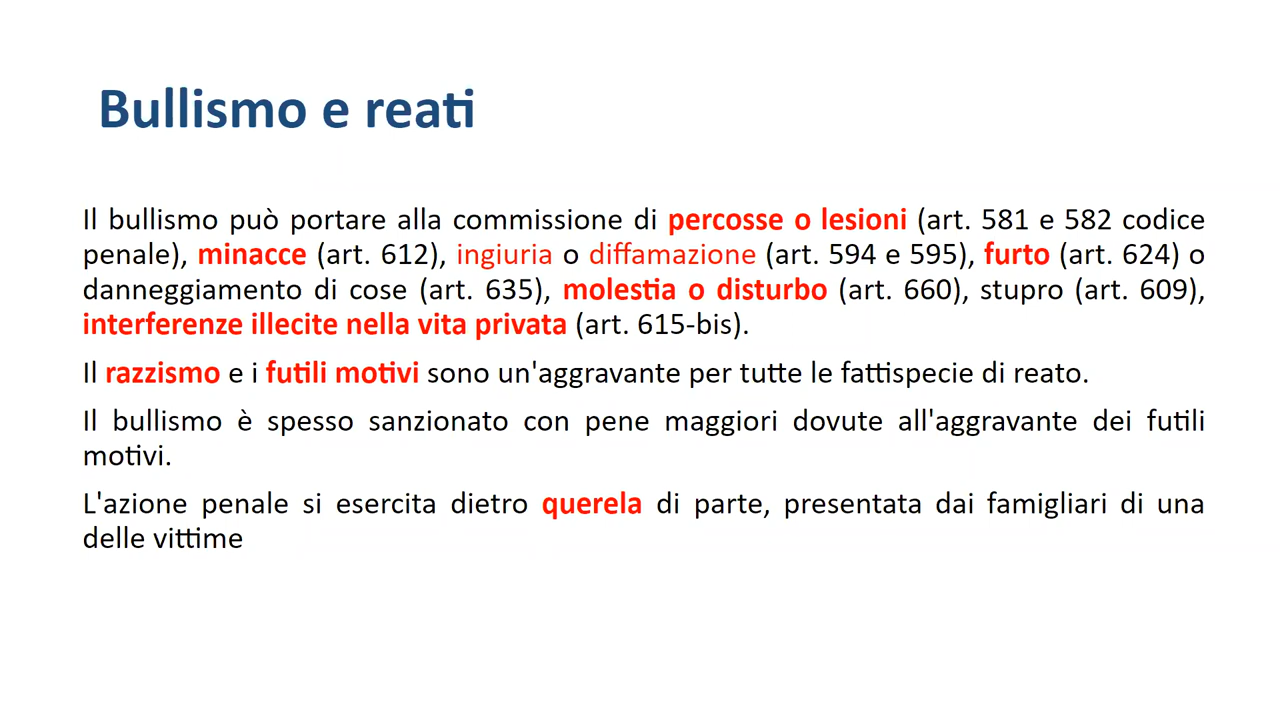 Bullismo e reati
Il bullismo può portare alla commissione di percosse o lesioni (art. 581 e 582 codice
penale), minacce (art. 612), ingiuria o diffamazione (art. 594 e 595), furto (art. 624) o
danneggiamento di cose (art. 635), molestia o disturbo (art. 660), stupro (art. 609),
interferenze illecite nella vita privata (art. 615-bis).
Il razzismo e i futili motivi sono un'aggravante per tutte le fattispecie di reato.
Il bullismo è spesso sanzionato con pene maggiori dovute all'aggravante dei futili
motivi.
L'azione penale si esercita dietro querela di parte, presentata dai famigliari di una
delle vittime